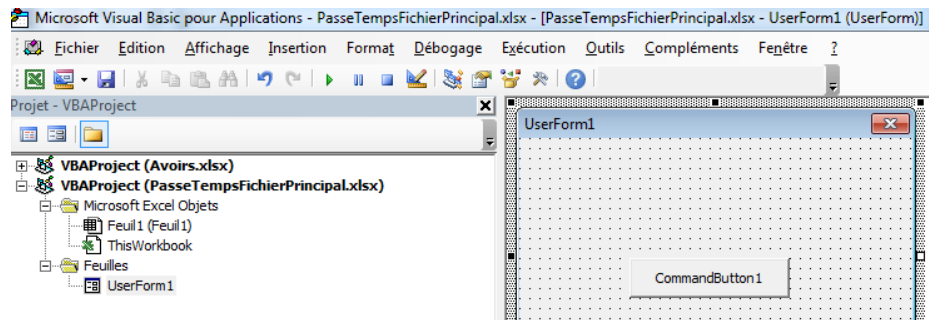 Microsoft Visual Basic pour Applications - PasseTempsFichierPrincipal.xlsx - [PasseTempsFichierPrincipal.xlsx - UserForm1 (UserForm)]
Fichier Edition Affichage Insertion Format Débogage Exécution Outils Compléments Fenêtre ?
Projet - VBAProject
UserForm1
VBAProject (Avoirs.xlsx)
VBAProject (PasseTempsFichierPrincipal.xlsx)
Microsoft Excel Objets
Feuil1 (Feuil1)
ThisWorkbook
Feuilles
UserForm1
CommandButton1